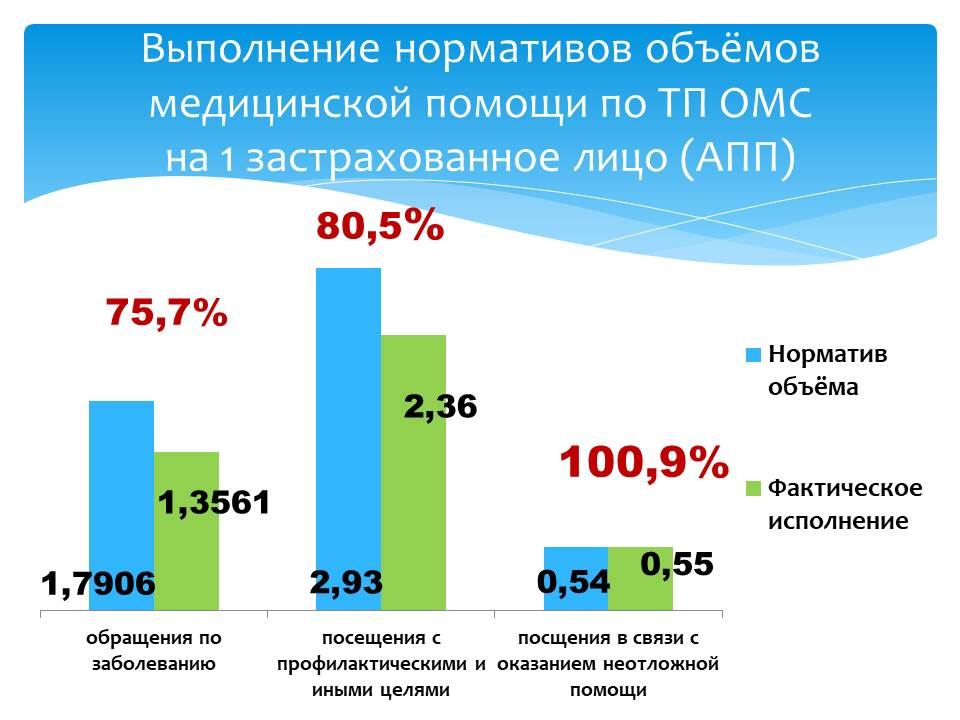 Выполнение нормативов объёмов
медицинской помощи по ТП ОМС
на 1 застрахованное лицо (АПП)
80,5%
75,7%
Норматив
объёма
2,36
100,9%
Фактическое
исполнение
1,3561
1,7906
2,93
0,54
0,55
обращения по
заболеванию
посещения с
профилактическими и
иными целями
посщения в связи с
оказанием неотложной
помощи